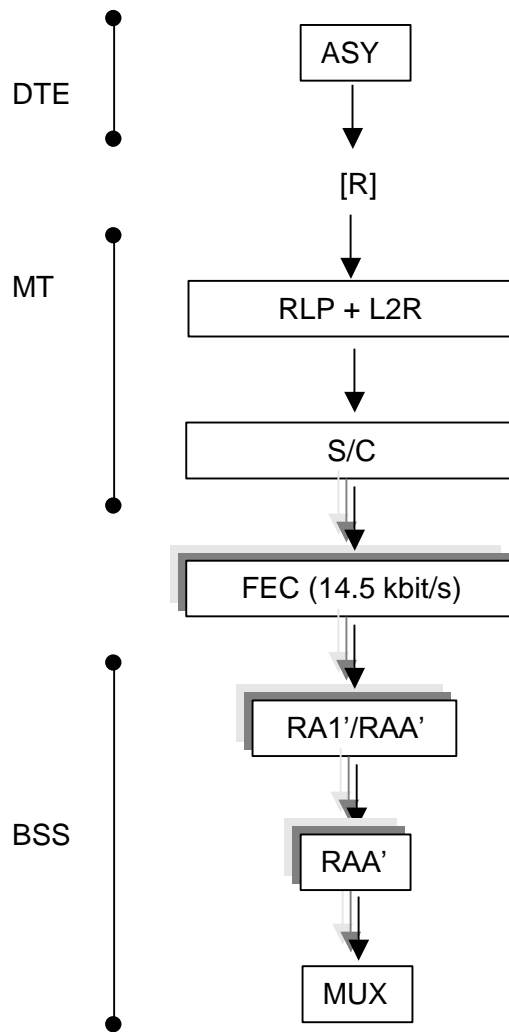 ASY
DTE
[R]
MT
RLP + L2R
S/C
FEC (14.5 kbit/s)
RA1’/RAA’
BSS
RAA’
MUX